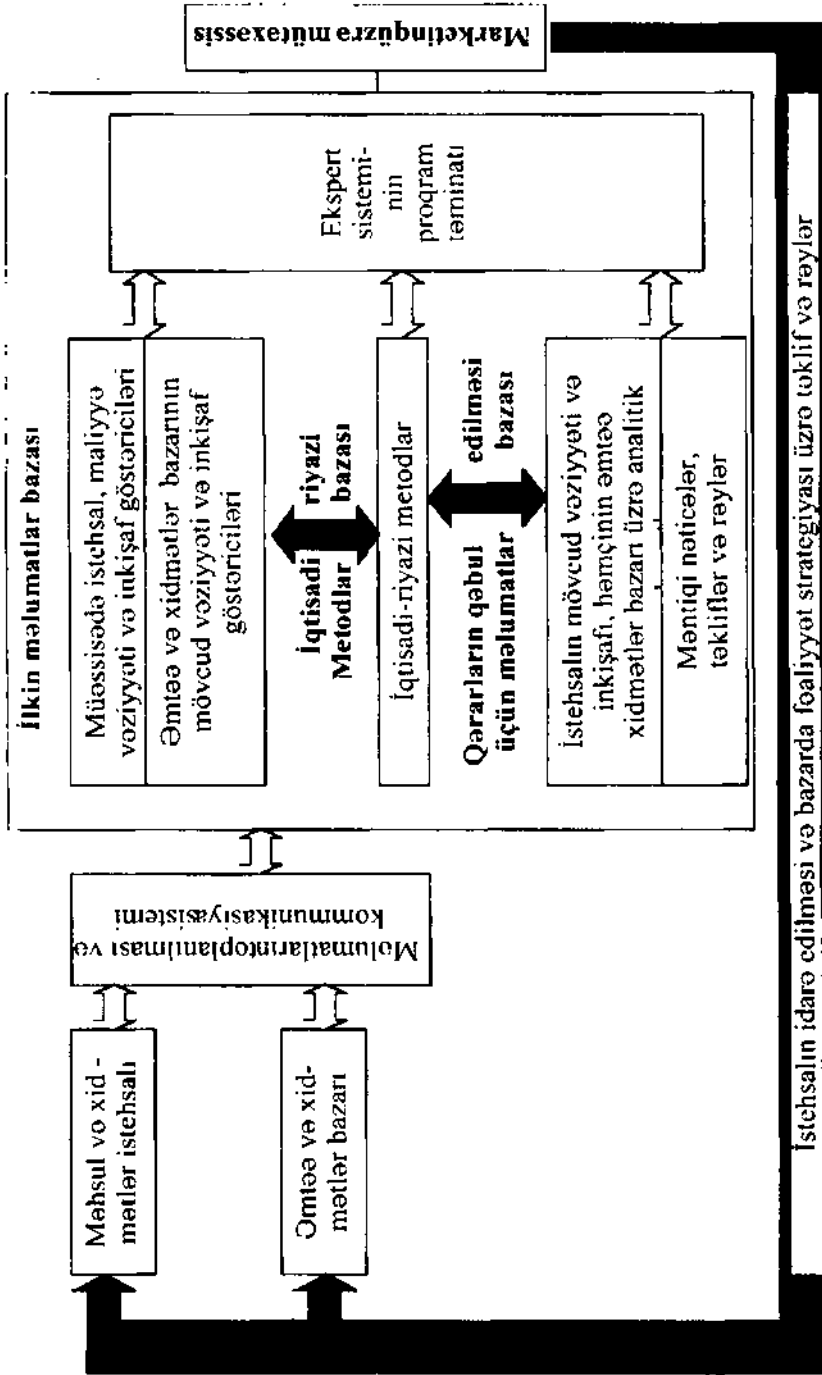 Məhsul və xid -
mətlər istehsalı
Əmtəə və xid-
mətlər bazarı
Məlumatlarıntoplanılması və
kommunikasiyasistemi
İlkin məlumatlar bazası
Müəssisədə istehsal, maliyyə
vəziyyəti və inkişaf göstəriciləri
Əmtəə və xidmətlər bazarının
mövcud vəziyyəti və inkişaf
göstəriciləri
İqtisadi riyazi
Metodlar bazası
İqtisadi-riyazi metodlar
Qərarların qəbul edilməsi
üçün məlumatlar bazası
İstehsalın mövcud vəziyyəti və
inkişafı, həmçinin əmtəə
xidmətlər bazarı üzrə analitik
Məntiqi nəticələr,
təkliflər və rəylər
Ekspert
sistemi-
nin
proqram
təminatı
Marketinqüzrə mütəxəssis
İstehsalın idarə edilməsi və bazarda fəaliyyət strategiyası üzrə təklif və rəylər